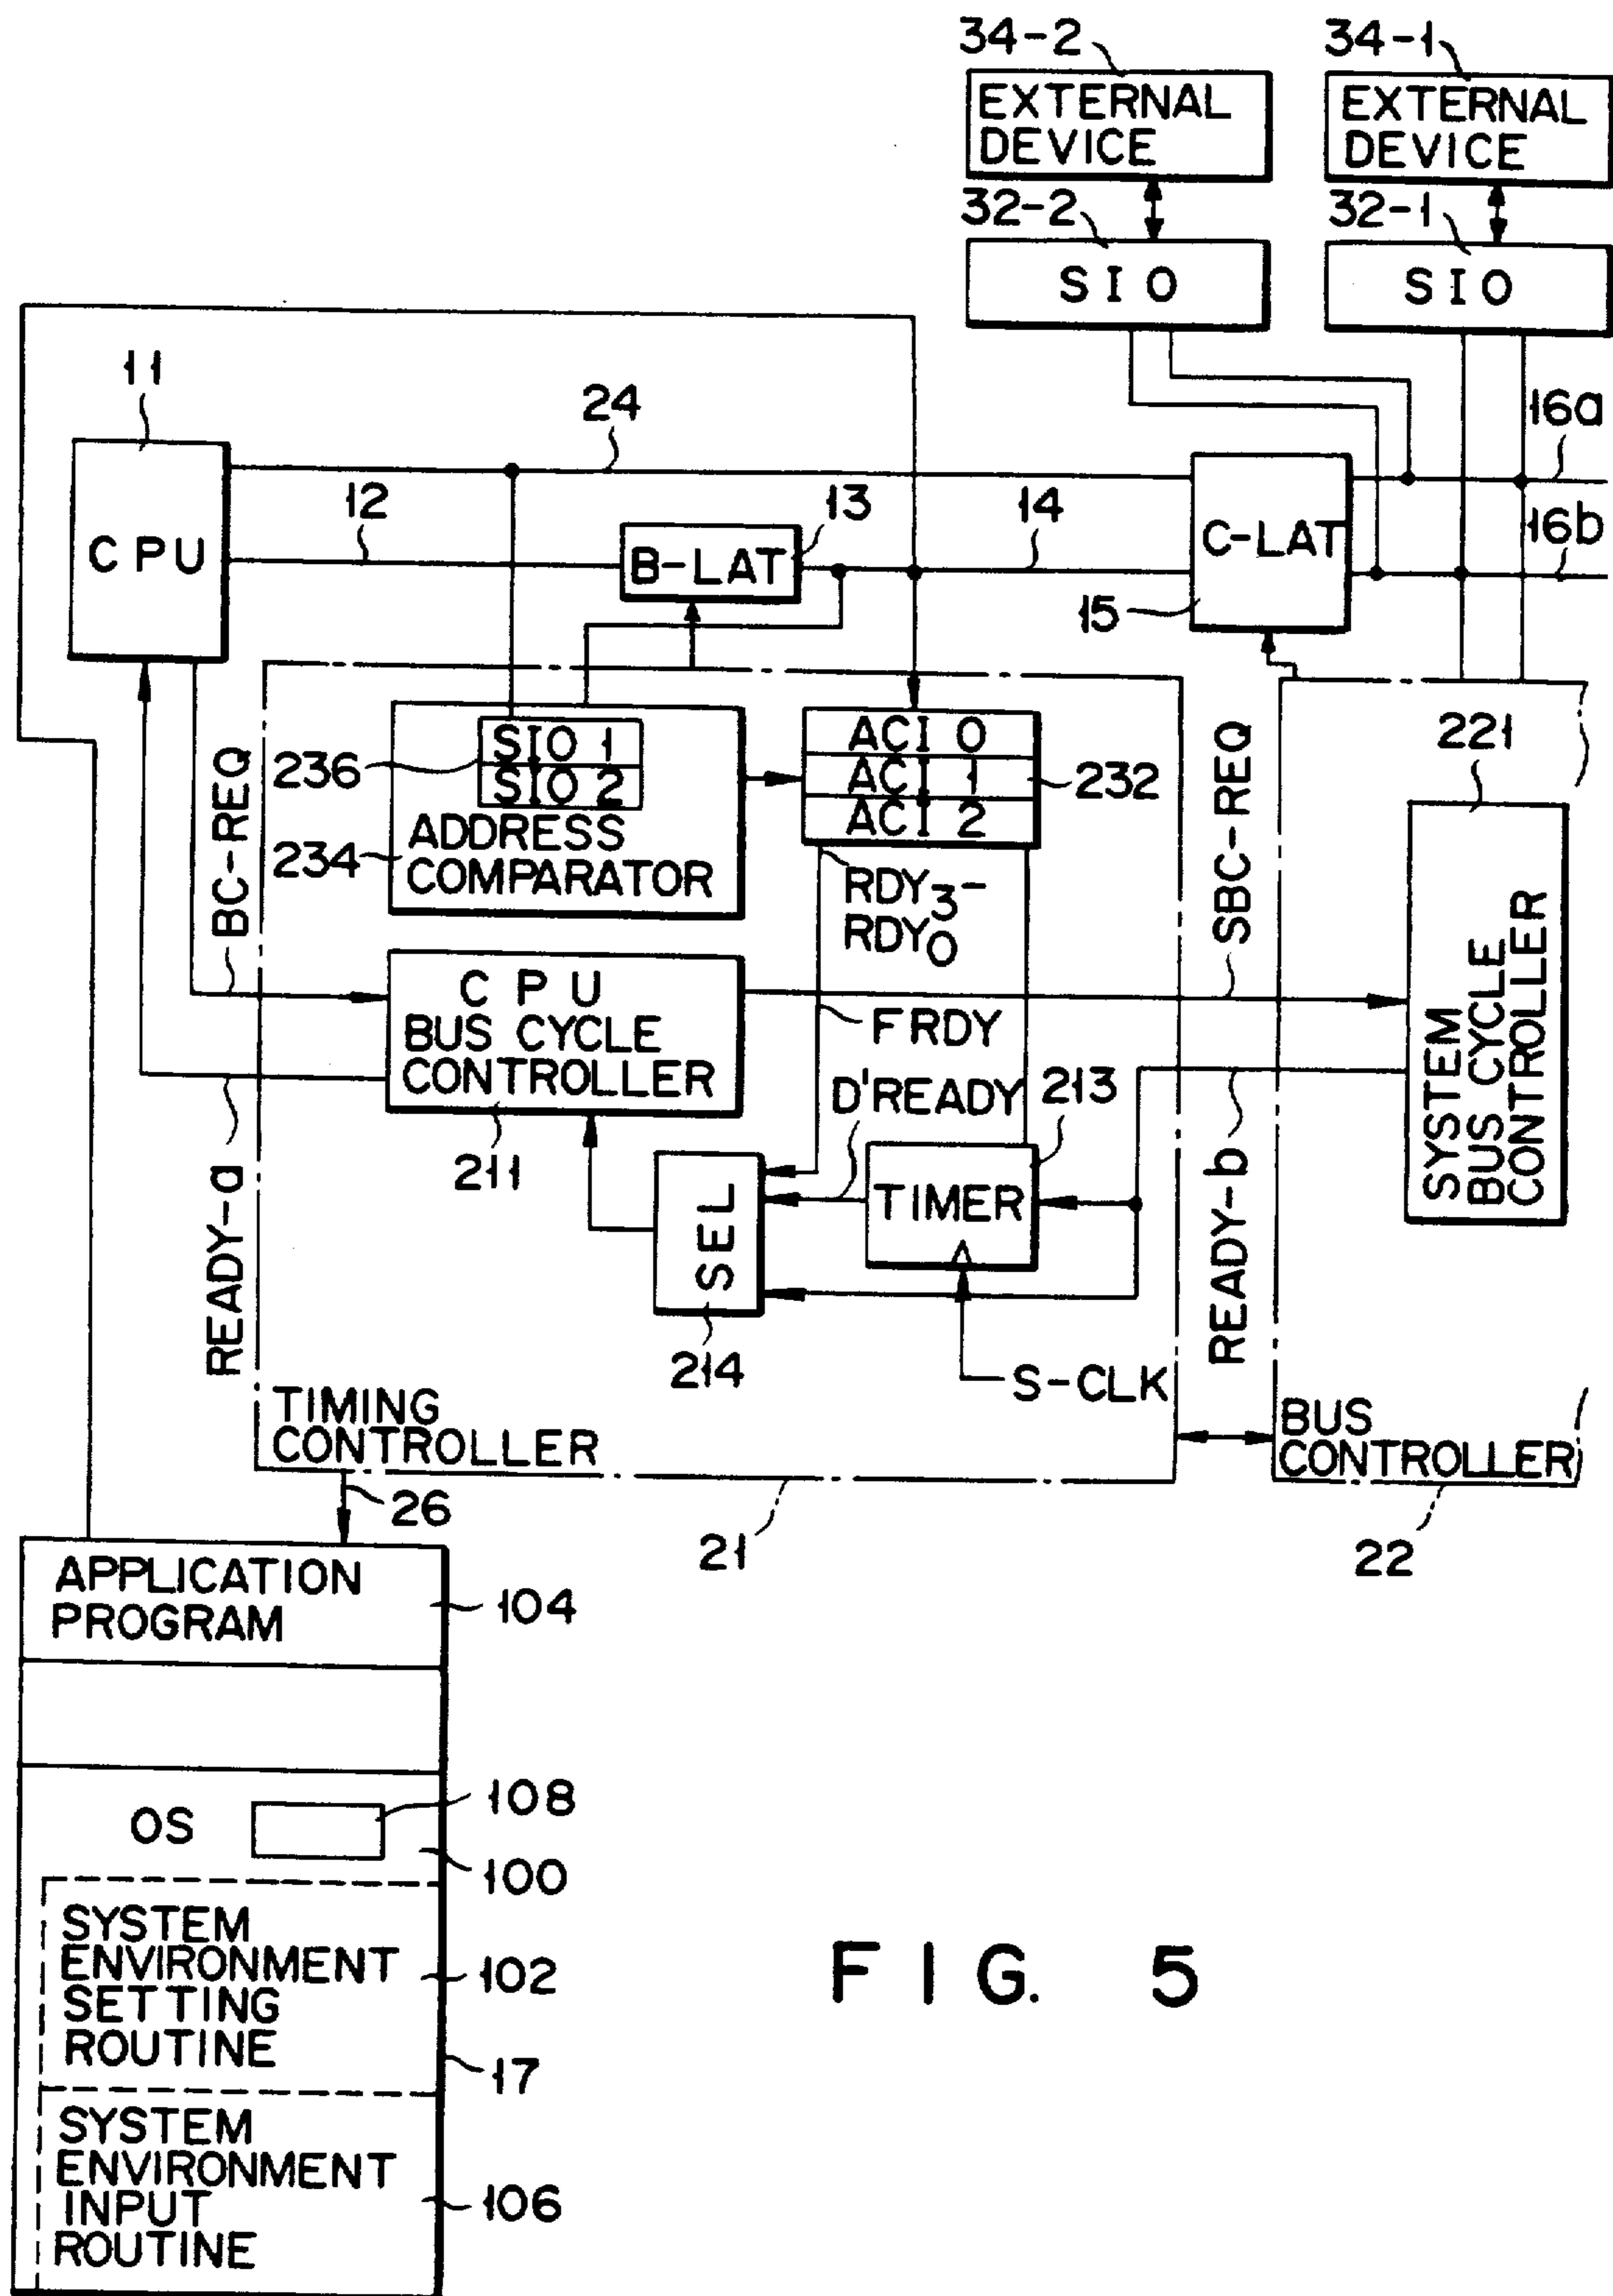 34-2
34-1
EXTERNAL
DEVICE
EXTERNAL
DEVICE
32-2
32-1
SIO
SIO
11
24
16a
CPU
12
13
14
B-LAT
C-LAT
16b
15
BC-REQ
236
SIO 1
SIO 2
ACI 0
ACI 1
ACI 2
232
221
234
ADDRESS
COMPARATOR
RDY3-
RDY0
SBC-REQ
CPU
BUS CYCLE
CONTROLLER
FRDY
SYSTEM
BUS CYCLE
CONTROLLER
D'READY
213
211
READY-a
SEL
TIMER
READY-b
214
S-CLK
TIMING
CONTROLLER
BUS
CONTROLLER
26
21
22
APPLICATION
PROGRAM
104
OS
108
100
SYSTEM
ENVIRONMENT
SETTING
ROUTINE
102
17
SYSTEM
ENVIRONMENT
INPUT
ROUTINE
106
FIG. 5